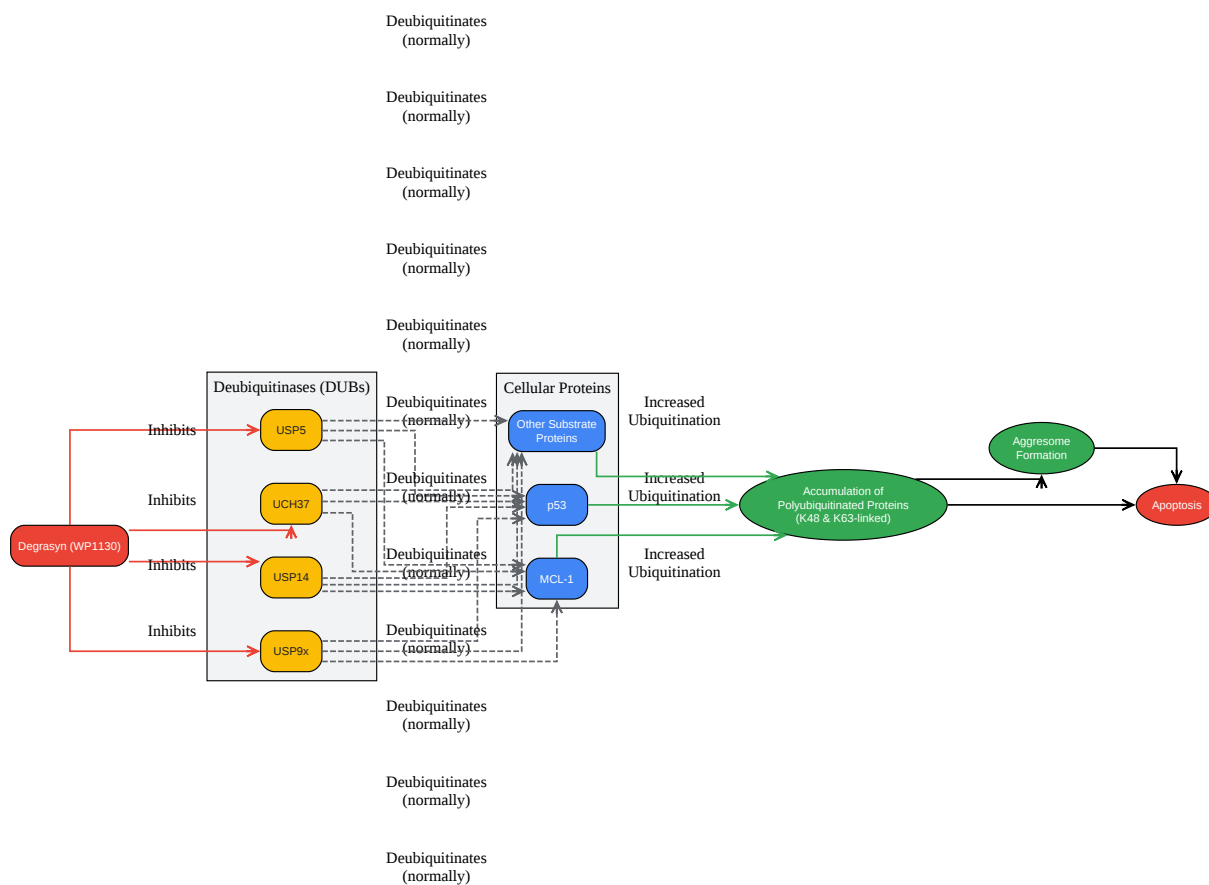 Deubiquitinates
(normally)
Deubiquitinates
(normally)
Deubiquitinates
(normally)
Deubiquitinates
(normally)
Deubiquitinates
(normally)
Deubiquitinases (DUBs)
Cellular Proteins
Deubiquitinates
(normally)
Increased
Ubiquitination
Inhibits
USP5
Other Substrate
Proteins
Aggresome
Formation
Deubiquitinates
(normally)
Increased
Ubiquitination
Inhibits
UCH37
p53
Accumulation of
Polyubiquitinated Proteins
(K48 & K63-linked)
Apoptosis
Degrasyn (WP1130)
Deubiquitinates
(normally)
Increased
Ubiquitination
Inhibits
USP14
MCL-1
Inhibits
USP9x
Deubiquitinates
(normally)
Deubiquitinates
(normally)
Deubiquitinates
(normally)
Deubiquitinates
(normally)